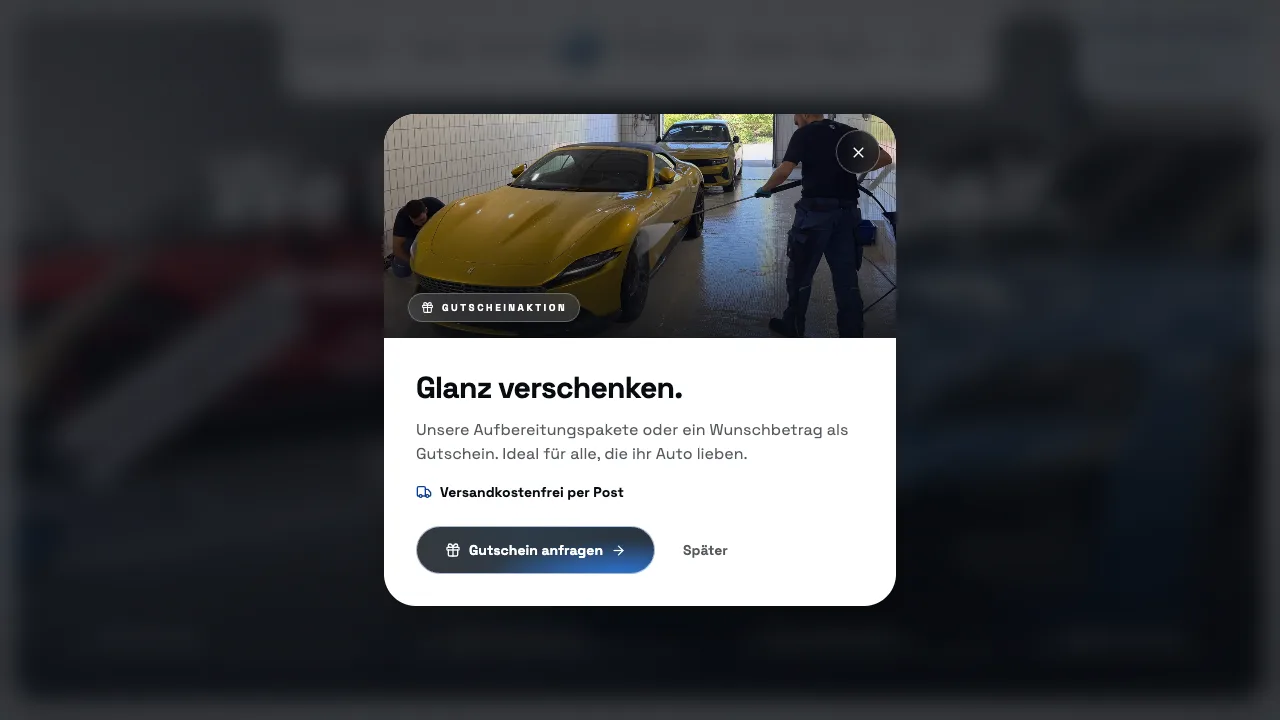 GUTSCHEINAKTION
Glanz verschenken.
Unsere Aufbereitungspakete oder ein Wunschbetrag als
Gutschein. Ideal für alle, die ihr Auto lieben.
Versandkostenfrei per Post
Gutschein anfragen
Später